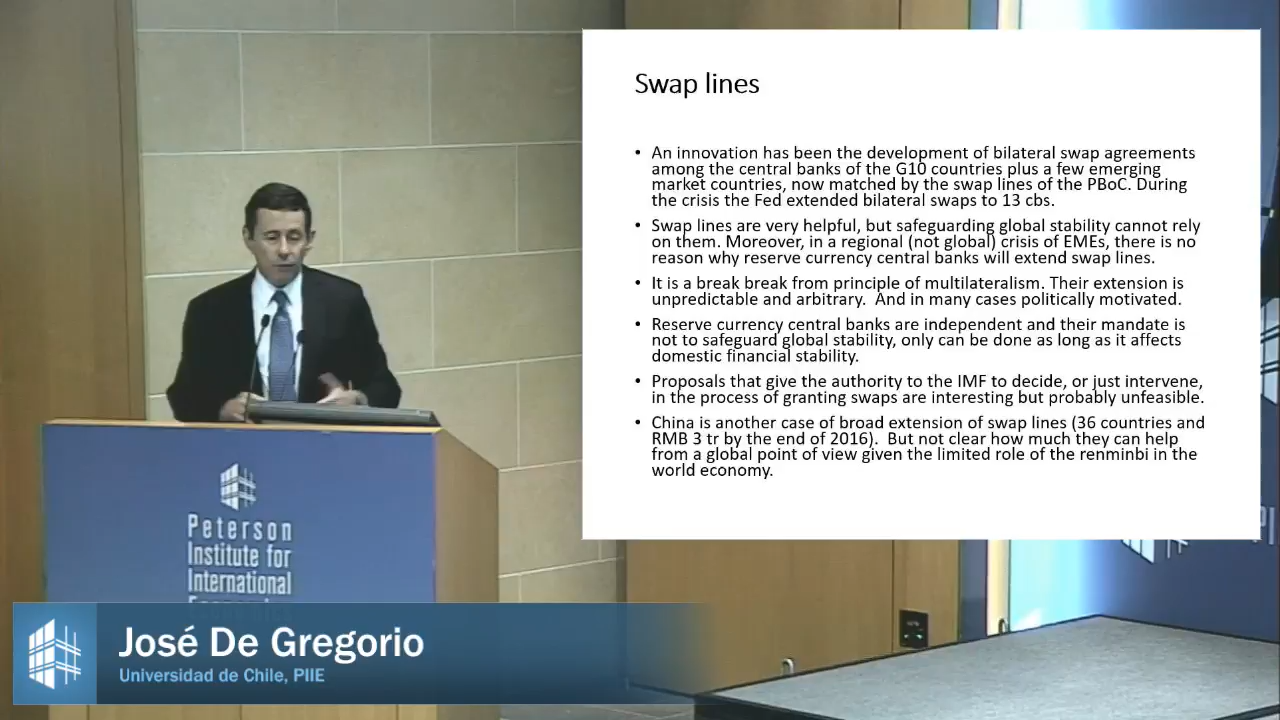 Swap lines
• An innovation has been the development of bilateral swap agreements
among the central banks of the G10 countries plus a few emerging
market countries, now matched by the swap lines of the PBoC. During
the crisis the Fed extended bilateral swaps to 13 cbs.
• Swap lines are very helpful, but safeguarding global stability cannot rely
on them. Moreover, in a regional (not global) crisis of EMEs, there is no
reason why reserve currency central banks will extend swap lines.
• It is a break break from principle of multilateralism. Their extension is
unpredictable and arbitrary.  And in many cases politically motivated.
• Reserve currency central banks are independent and their mandate is
not to safeguard global stability, only can be done as long as it affects
domestic financial stability.
• Proposals that give the authority to the IMF to decide, or just intervene,
in the process of granting swaps are interesting but probably unfeasible.
• China is another case of broad extension of swap lines (36 countries and
RMB 3 tr by the end of 2016).  But not clear how much they can help
from a global point of view given the limited role of the renminbi in the
world economy.
Peterson
Institute for
International
José De Gregorio
Universidad de Chile, PIIE